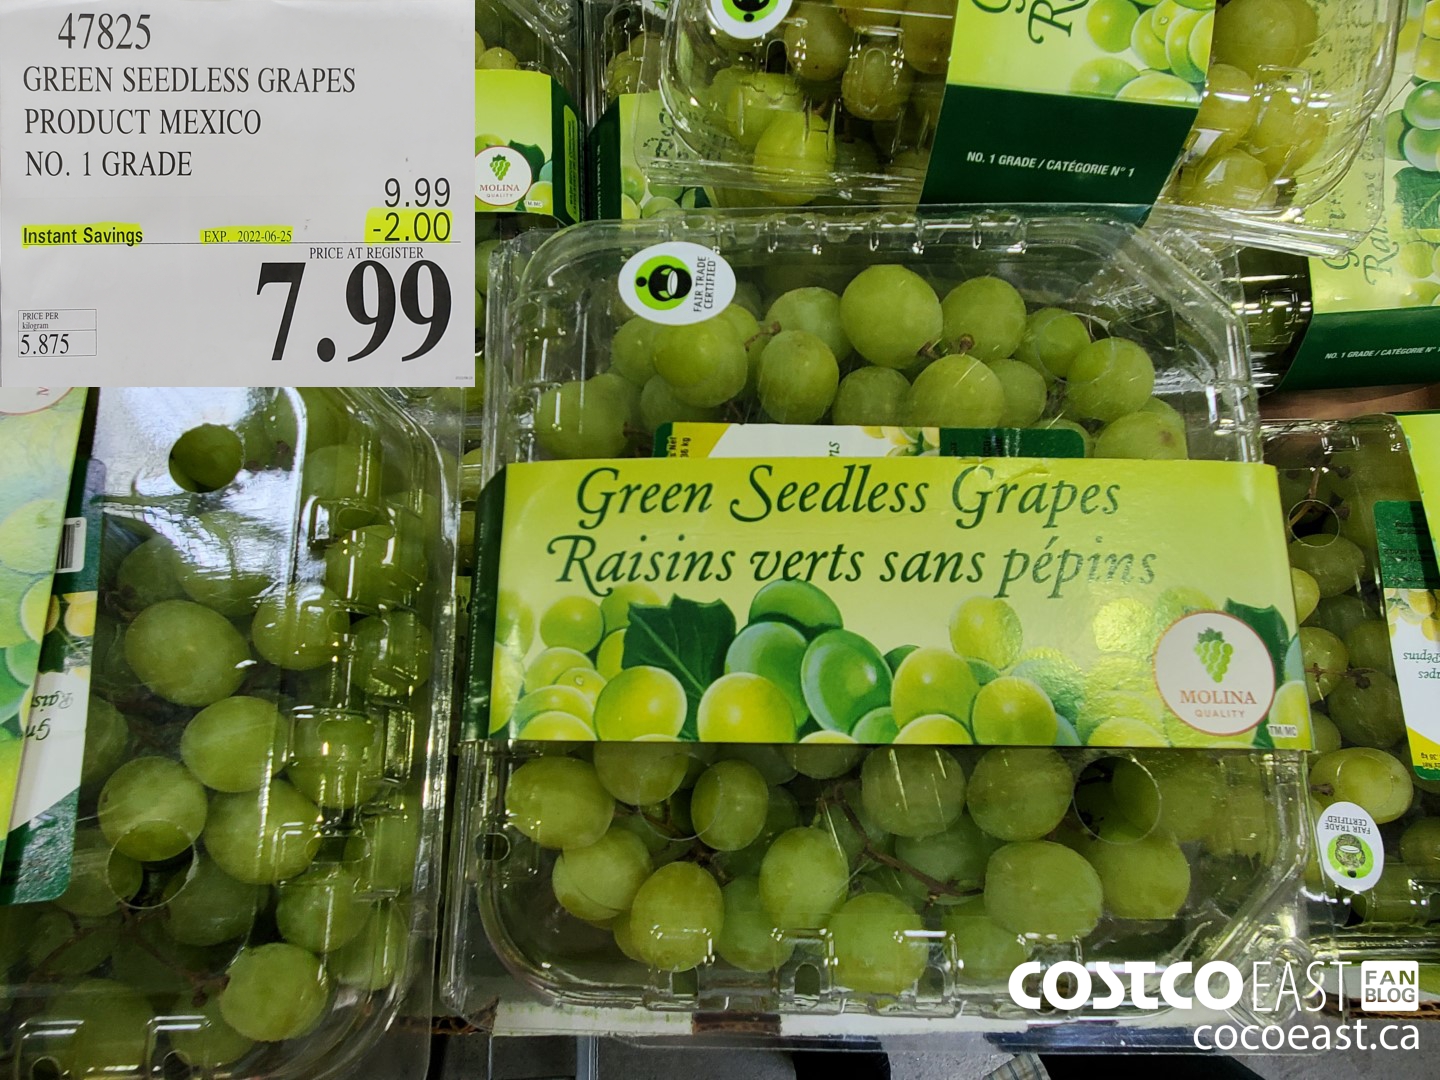 47825
GREEN SEEDLESS GRAPES
PRODUCT MEXICO
NO. 1 GRADE
9.99
Instant Savings EXP. 2022-06-25 -2.00
PRICE AT REGISTER
7.99
PRICE PER
kilogram
5.875
MOLINA
QUALITY
TM/MC
NO. 1 GRADE / CATÉGORIE N° 1
NO. 1 GRADE / CATÉGORIE N°
FAIR TRADE
CERTIFIED
Green Seedless Grapes
Raisins verts sans pépins
MOLINA
QUALITY
TM/MC
FAIR TRADE
CERTIFIED
COSTCO EAST FAN
BLOG
cocoeast.ca